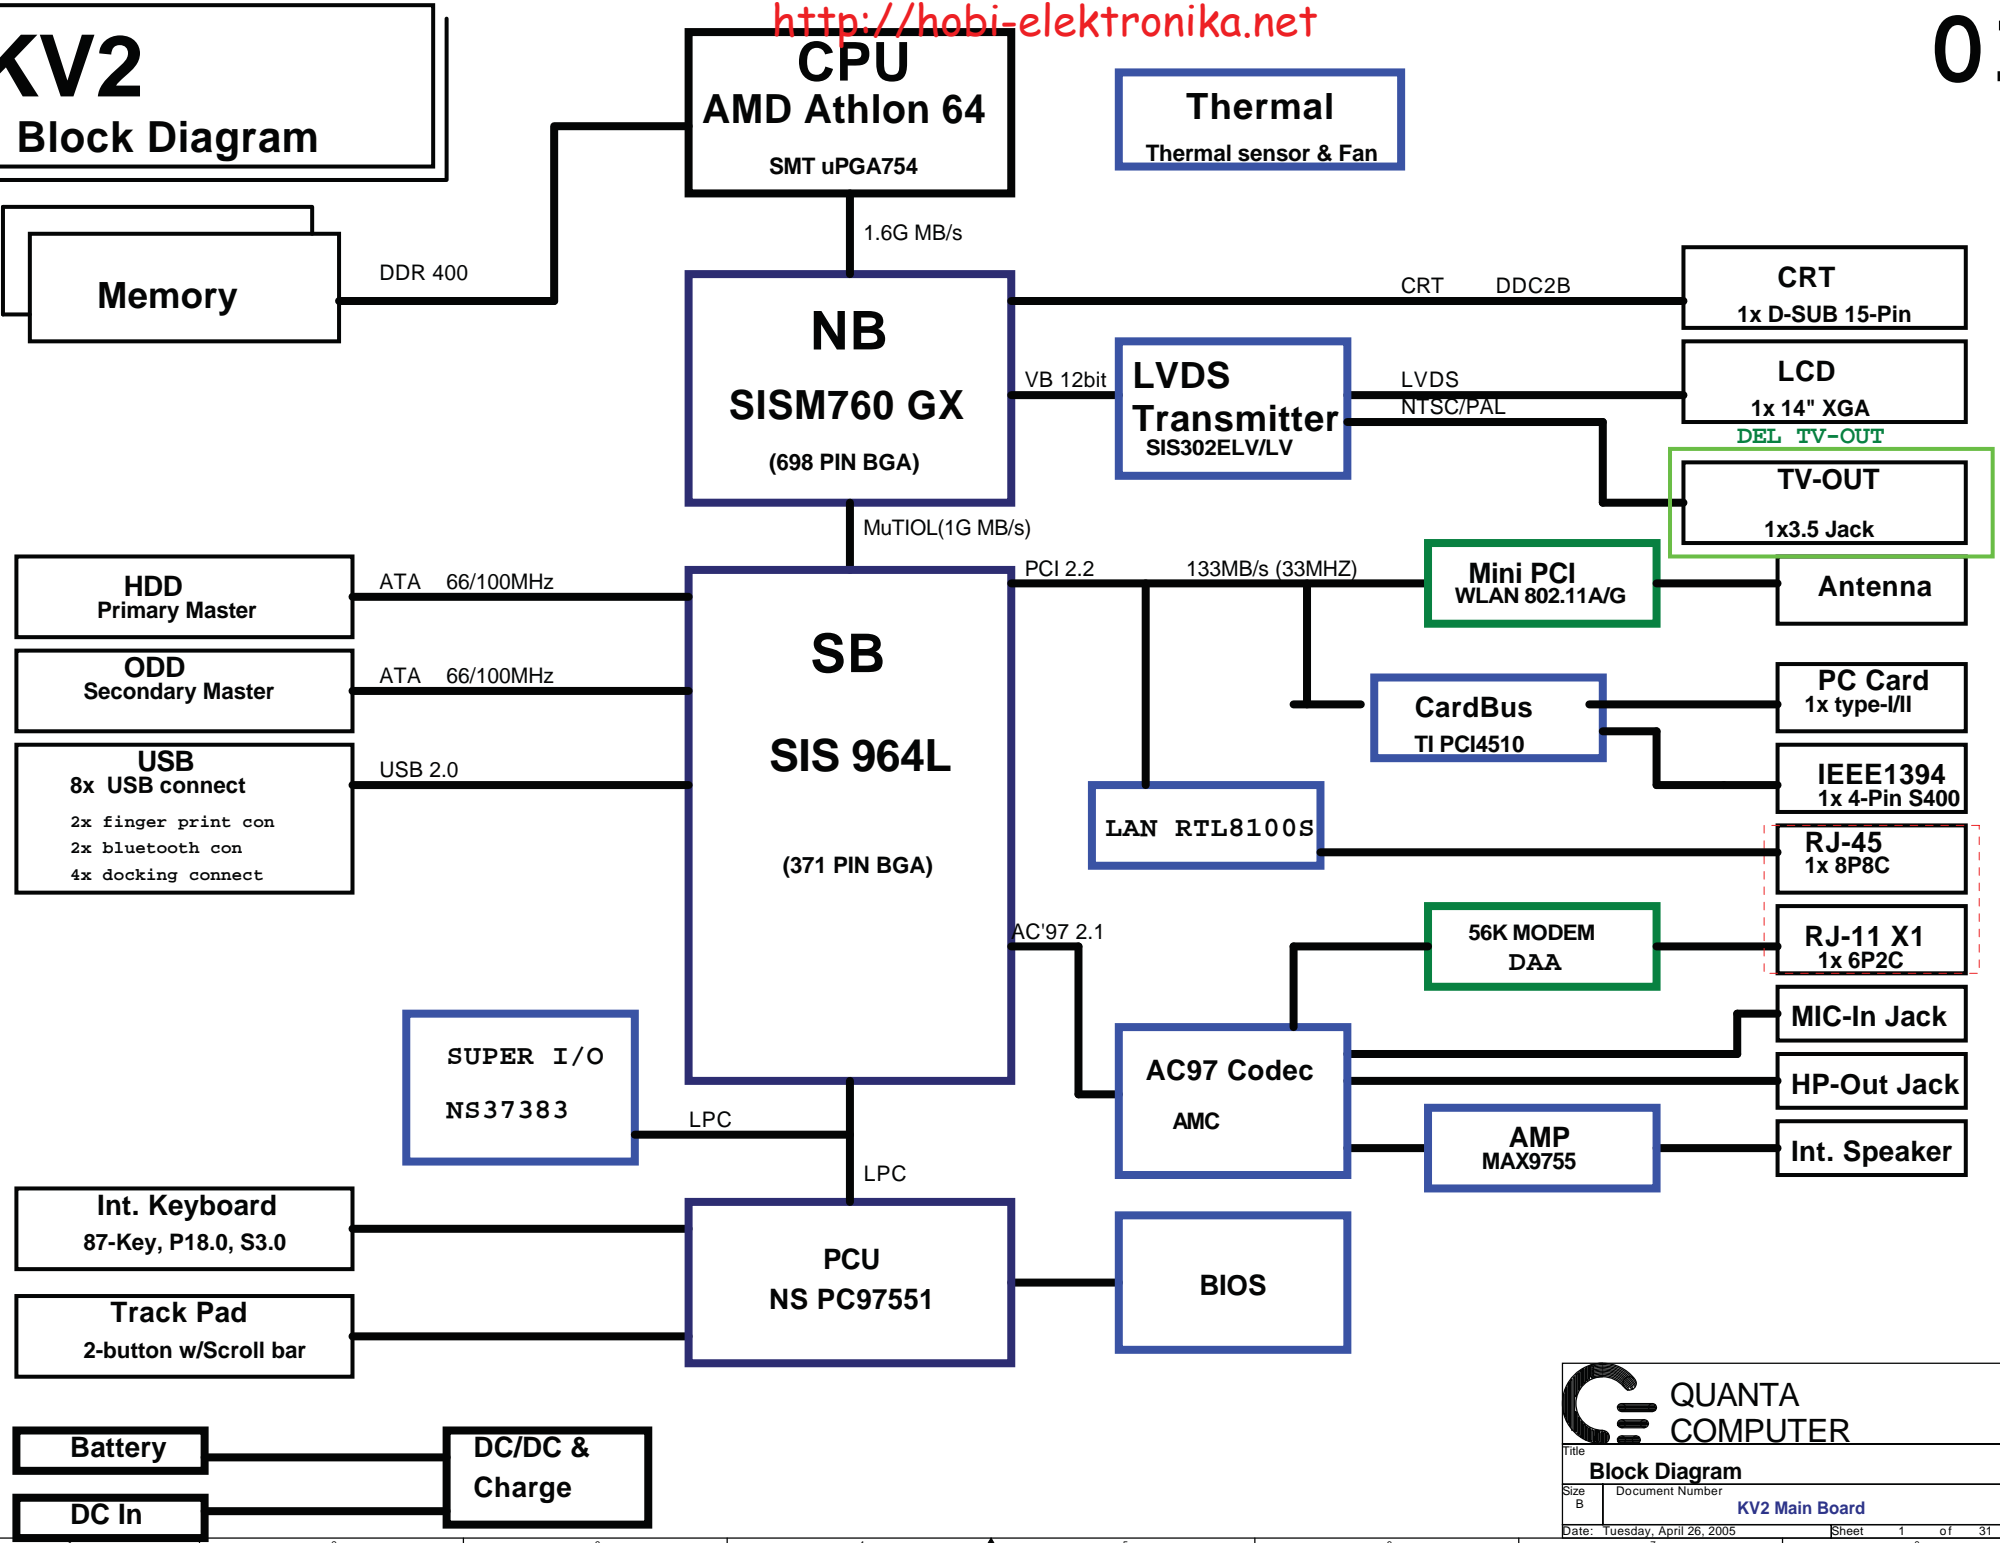 http://hobi-elektronika.net
KV2
Block Diagram
CPU
AMD Athlon 64
SMT uPGA754
Thermal
Thermal sensor & Fan
1.6G MB/s
Memory
DDR 400
NB
SISM760 GX
(698 PIN BGA)
CRT DDC2B
CRT
1x D-SUB 15-Pin
VB 12bit
LVDS
Transmitter
SIS302ELV/LV
LVDS
NTSC/PAL
LCD
1x 14" XGA
DEL TV-OUT
TV-OUT
1x3.5 Jack
MuTIOL(1G MB/s)
HDD
Primary Master
ATA 66/100MHz
ODD
Secondary Master
ATA 66/100MHz
USB
8x USB connect
2x finger print con
2x bluetooth con
4x docking connect
USB 2.0
SB
SIS 964L
(371 PIN BGA)
PCI 2.2 133MB/s (33MHZ)
Mini PCI
WLAN 802.11A/G
Antenna
CardBus
TI PCI4510
PC Card
1x type-I/II
IEEE1394
1x 4-Pin S400
LAN RTL8100S
RJ-45
1x 8P8C
AC'97 2.1
56K MODEM
DAA
RJ-11 X1
1x 6P2C
AC97 Codec
AMC
MIC-In Jack
HP-Out Jack
AMP
MAX9755
Int. Speaker
SUPER I/O
NS37383
LPC
LPC
Int. Keyboard
87-Key, P18.0, S3.0
Track Pad
2-button w/Scroll bar
PCU
NS PC97551
BIOS
Battery
DC In
DC/DC &
Charge
QUANTA
COMPUTER
Title
Block Diagram
Size
B
Document Number
KV2 Main Board
Date: Tuesday, April 26, 2005 Sheet 1 of 31